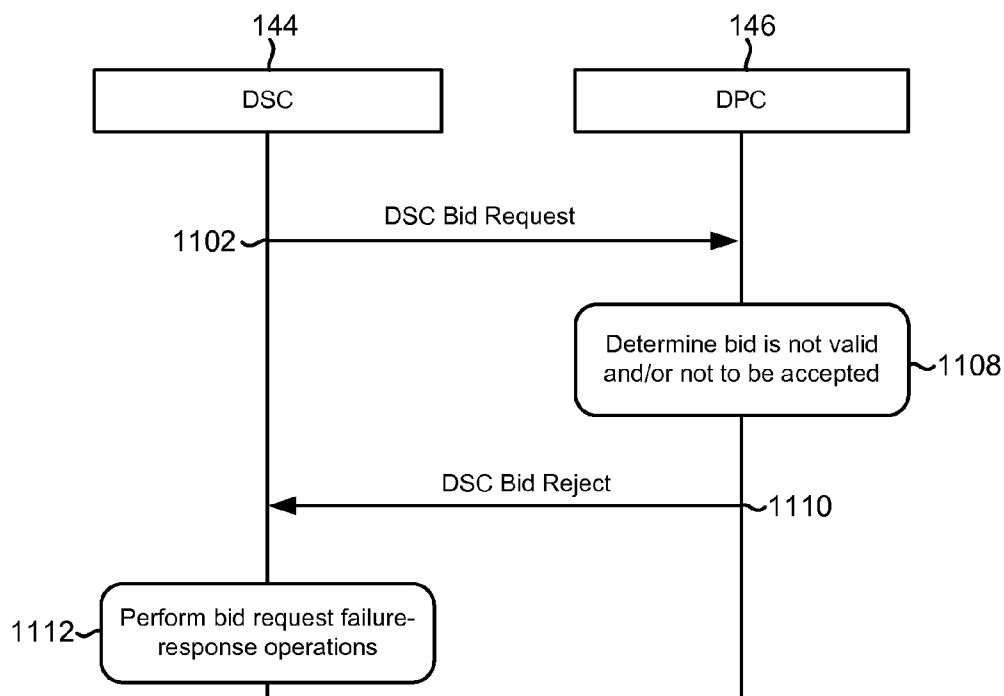 144
146
DSC
DPC
DSC Bid Request
1102
Determine bid is not valid
and/or not to be accepted
1108
DSC Bid Reject
1110
Perform bid request failure-
response operations
1112